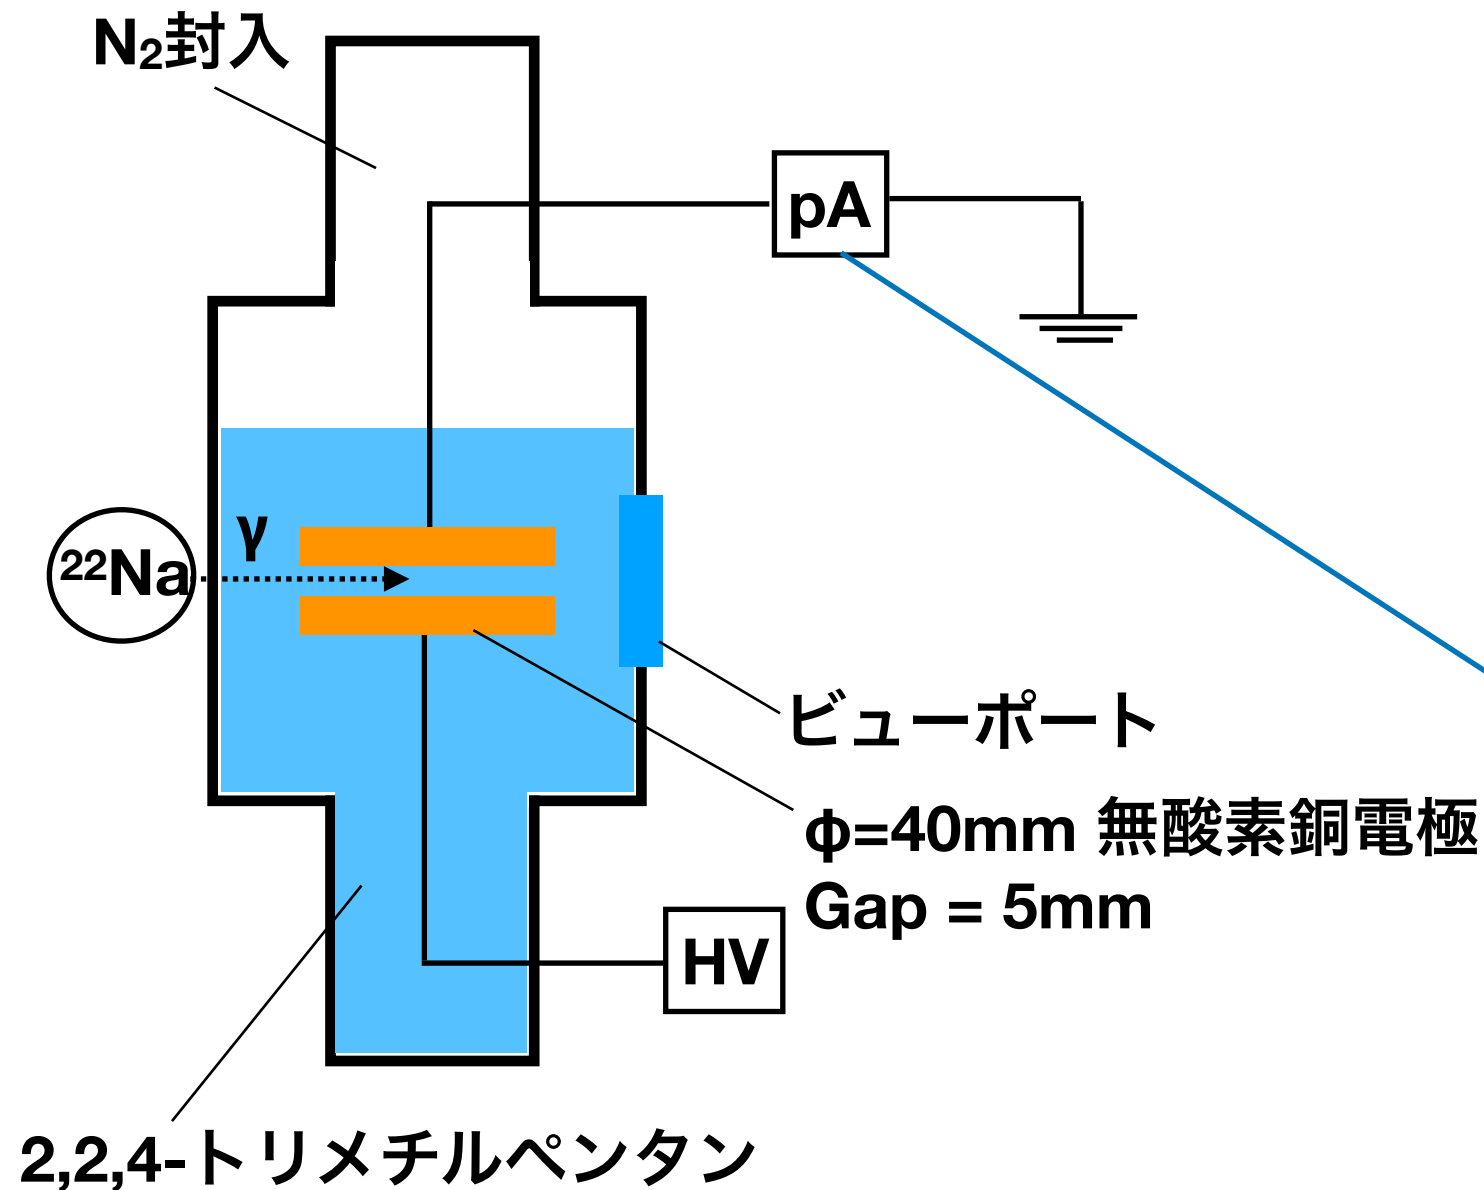 N₂封入
pA
γ
²²Na
ビューポート
φ=40mm 無酸素銅電極
Gap = 5mm
HV
2,2,4-トリメチルペンタン